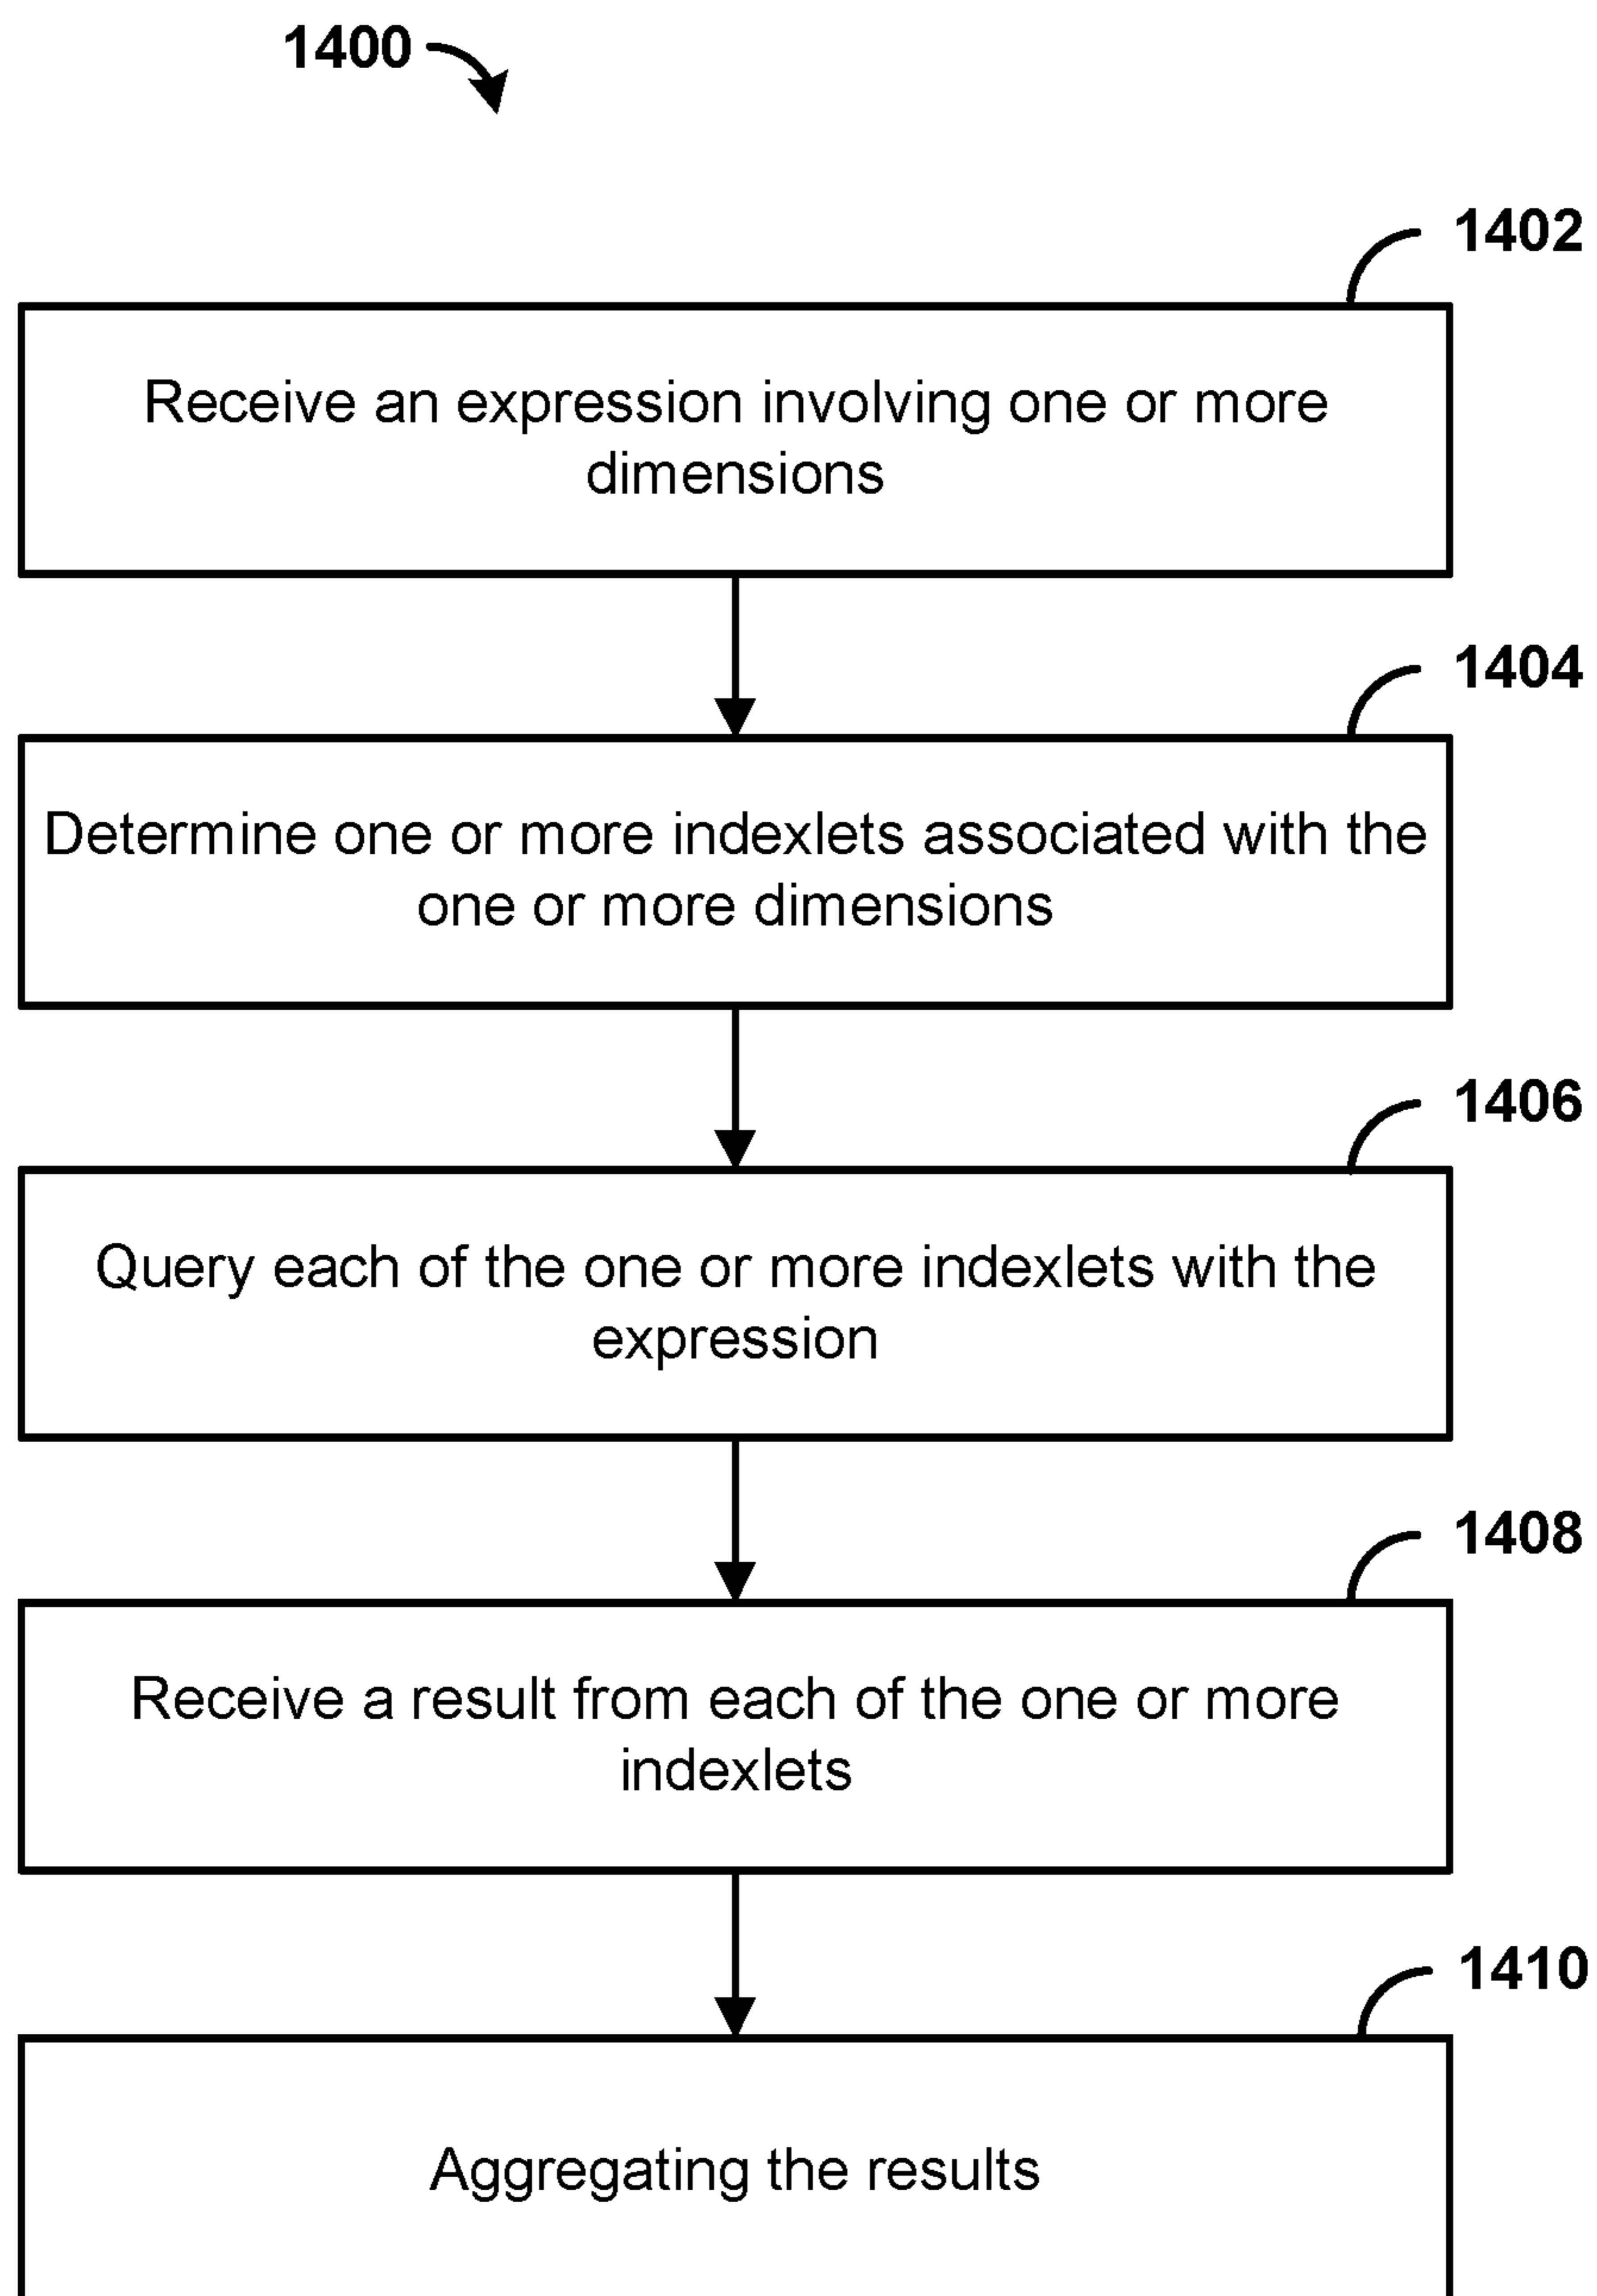 1400
1402
Receive an expression involving one or more
dimensions
1404
Determine one or more indexlets associated with the
one or more dimensions
1406
Query each of the one or more indexlets with the
expression
1408
Receive a result from each of the one or more
indexlets
1410
Aggregating the results